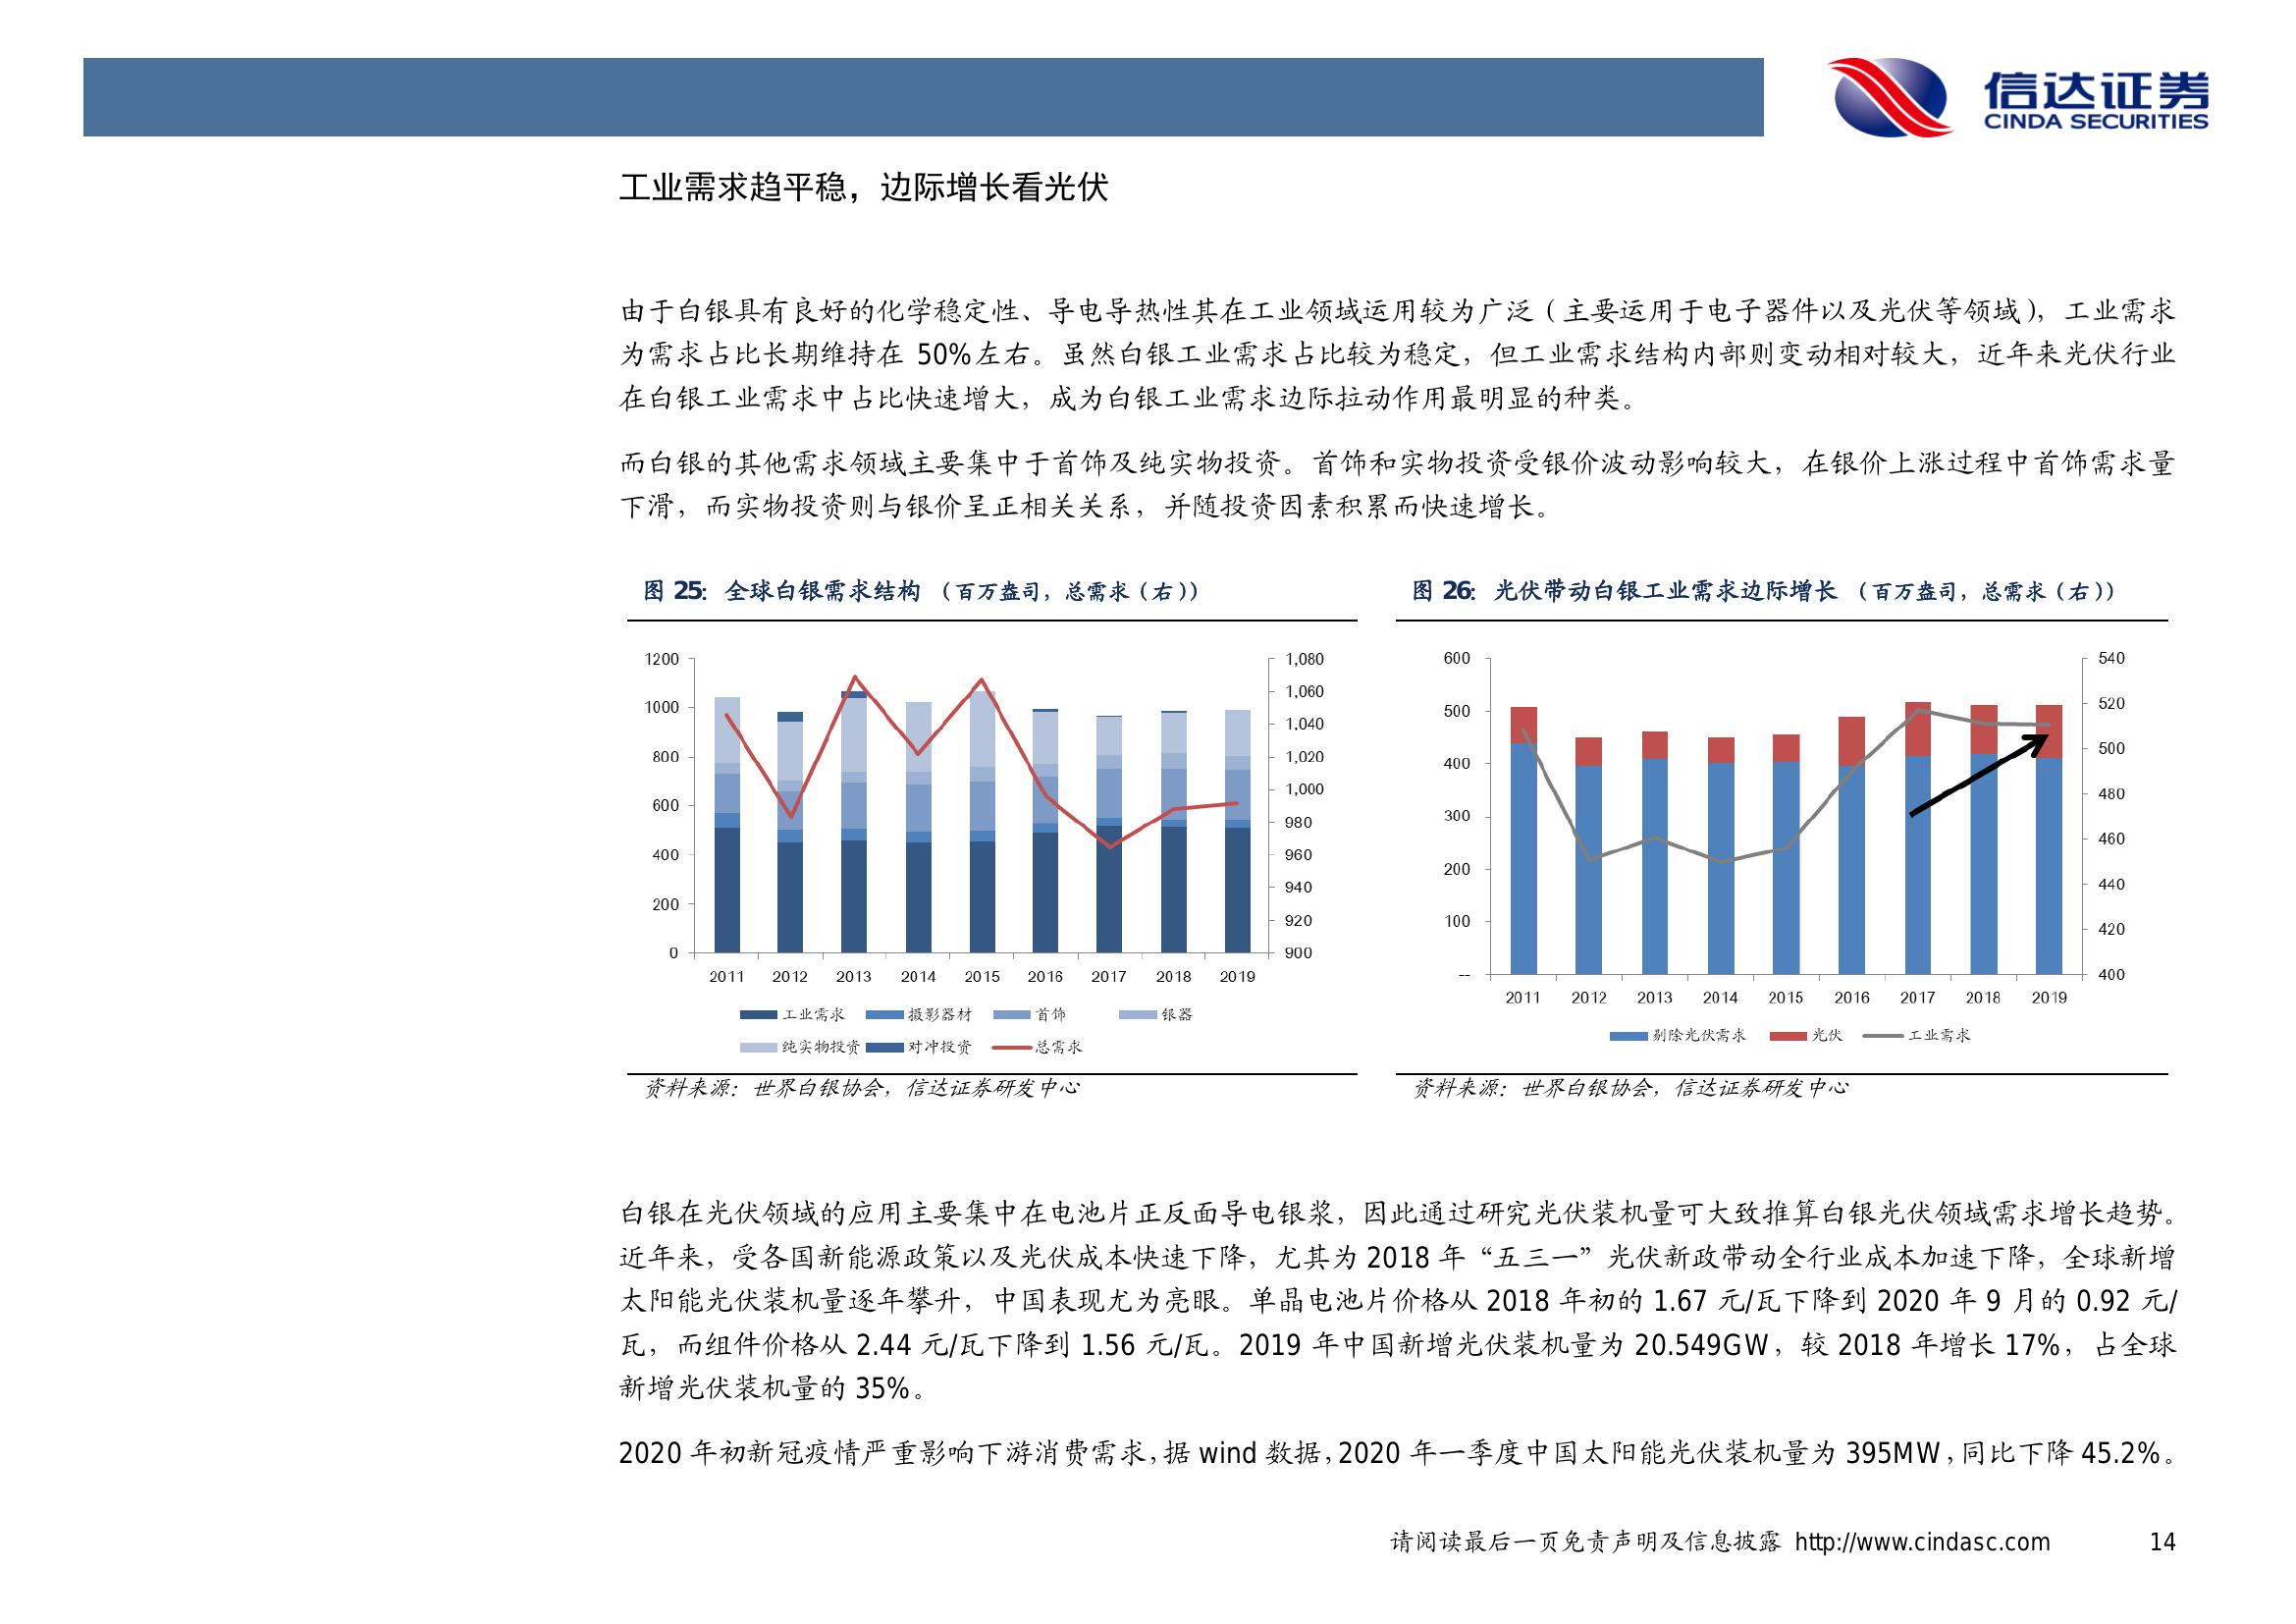 信达证券
CINDA SECURITIES
工业需求趋平稳，边际增长看光伏
由于白银具有良好的化学稳定性、导电导热性其在工业领域运用较为广泛（主要运用于电子器件以及光伏等领域），工业需求
为需求占比长期维持在 50%左右。虽然白银工业需求占比较为稳定，但工业需求结构内部则变动相对较大，近年来光伏行业
在白银工业需求中占比快速增大，成为白银工业需求边际拉动作用最明显的种类。
而白银的其他需求领域主要集中于首饰及纯实物投资。首饰和实物投资受银价波动影响较大，在银价上涨过程中首饰需求量
下滑，而实物投资则与银价呈正相关关系，并随投资因素积累而快速增长。
图 25：全球白银需求结构 （百万盎司，总需求（右））
1200
1000
800
600
400
200
0
1,080
1,060
1,040
1,020
1,000
980
960
940
920
900
2011 2012 2013 2014 2015 2016 2017 2018 2019
工业需求 摄影器材 首饰 银器
纯实物投资 对冲投资 总需求
资料来源：世界白银协会，信达证券研发中心
图 26：光伏带动白银工业需求边际增长 （百万盎司，总需求（右））
600
500
400
300
200
100
--
540
520
500
480
460
440
420
400
2011 2012 2013 2014 2015 2016 2017 2018 2019
剔除光伏需求 光伏 工业需求
资料来源：世界白银协会，信达证券研发中心
白银在光伏领域的应用主要集中在电池片正反面导电银浆，因此通过研究光伏装机量可大致推算白银光伏领域需求增长趋势。
近年来，受各国新能源政策以及光伏成本快速下降，尤其为 2018 年“五三一”光伏新政带动全行业成本加速下降，全球新增
太阳能光伏装机量逐年攀升，中国表现尤为亮眼。单晶电池片价格从 2018 年初的 1.67 元/瓦下降到 2020 年 9 月的 0.92 元/
瓦，而组件价格从 2.44 元/瓦下降到 1.56 元/瓦。2019 年中国新增光伏装机量为 20.549GW，较 2018 年增长 17%，占全球
新增光伏装机量的 35%。
2020 年初新冠疫情严重影响下游消费需求，据 wind 数据，2020 年一季度中国太阳能光伏装机量为 395MW，同比下降 45.2%。
请阅读最后一页免责声明及信息披露 http://www.cindasc.com 14